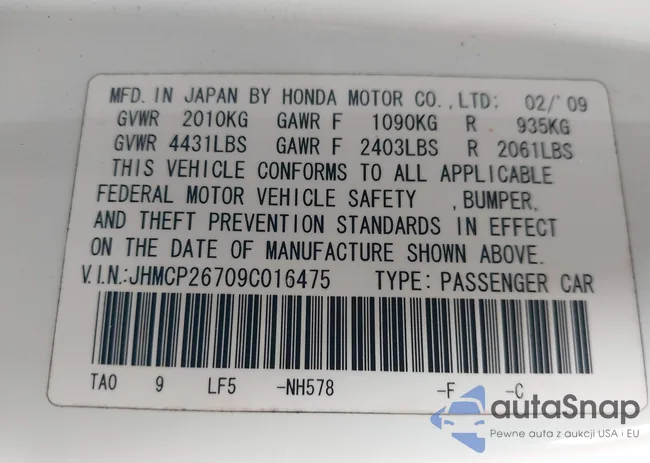 MFD. IN JAPAN BY HONDA MOTOR CO., LTD; 02/'09
GVWR 2010KG GAWR F 1090KG R 935KG
GVWR 4431LBS GAWR F 2403LBS R 2061LBS
THIS VEHICLE CONFORMS TO ALL APPLICABLE
FEDERAL MOTOR VEHICLE SAFETY , BUMPER,
AND THEFT PREVENTION STANDARDS IN EFFECT
ON THE DATE OF MANUFACTURE SHOWN ABOVE.
V.I.N.:JHMCP26709C016475 TYPE: PASSENGER CAR
TAO 9 LF5 -NH578 -F -C
autaSnap
Pewne auta z aukcji USA i EU